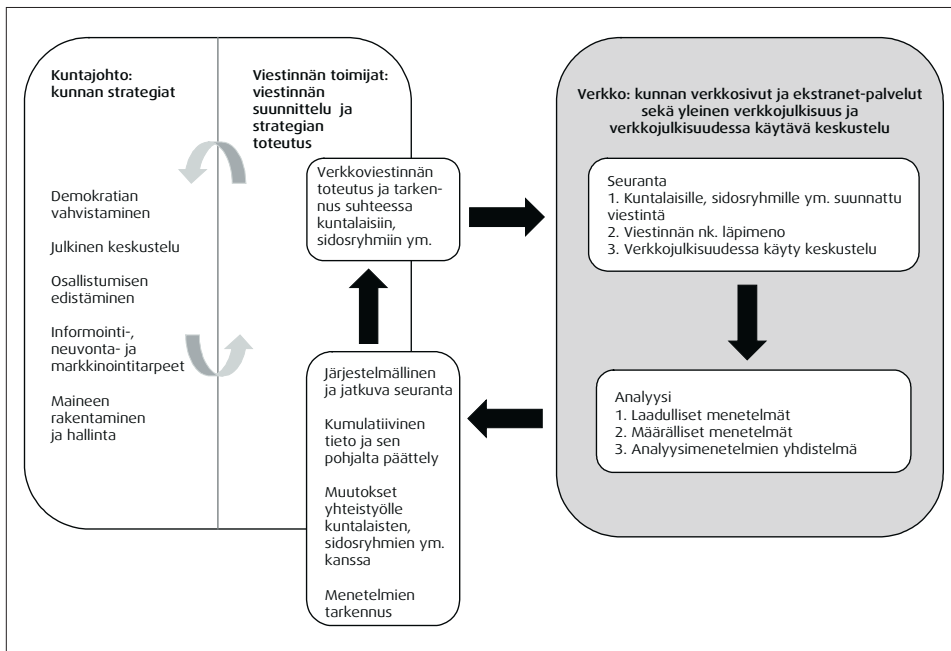 Kuntajohto:
kunnan strategiat
Demokratian
vahvistaminen
Julkinen keskustelu
Osallistumisen
edistäminen
Informointi-,
neuvonta- ja
markkinointitarpeet
Maineen
rakentaminen
ja hallinta
Viestinnän toimijat:
viestinnän
suunnittelu ja
strategian
toteutus
Verkkoviestinnän
toteutus ja tarken-
nus suhteessa
kuntalaisiin,
sidosryhmiin ym.
Järjestelmällinen
ja jatkuva seuranta
Kumulatiivinen
tieto ja sen
pohjalta päättely
Muutokset
yhteistyölle
kuntalaisten,
sidosryhmien ym.
kanssa
Menetelmien
tarkennus
Verkko: kunnan verkkosivut ja ekstranet-palvelut
sekä yleinen verkkojulkisuus ja
verkkojulkisuudessa käytävä keskustelu
Seuranta
1. Kuntalaisille, sidosryhmille ym. suunnattu
viestintä
2. Viestinnän nk. läpimeno
3. Verkkojulkisuudessa käyty keskustelu
Analyysi
1. Laadulliset menetelmät
2. Määrälliset menetelmät
3. Analyysimenetelmien yhdistelmä